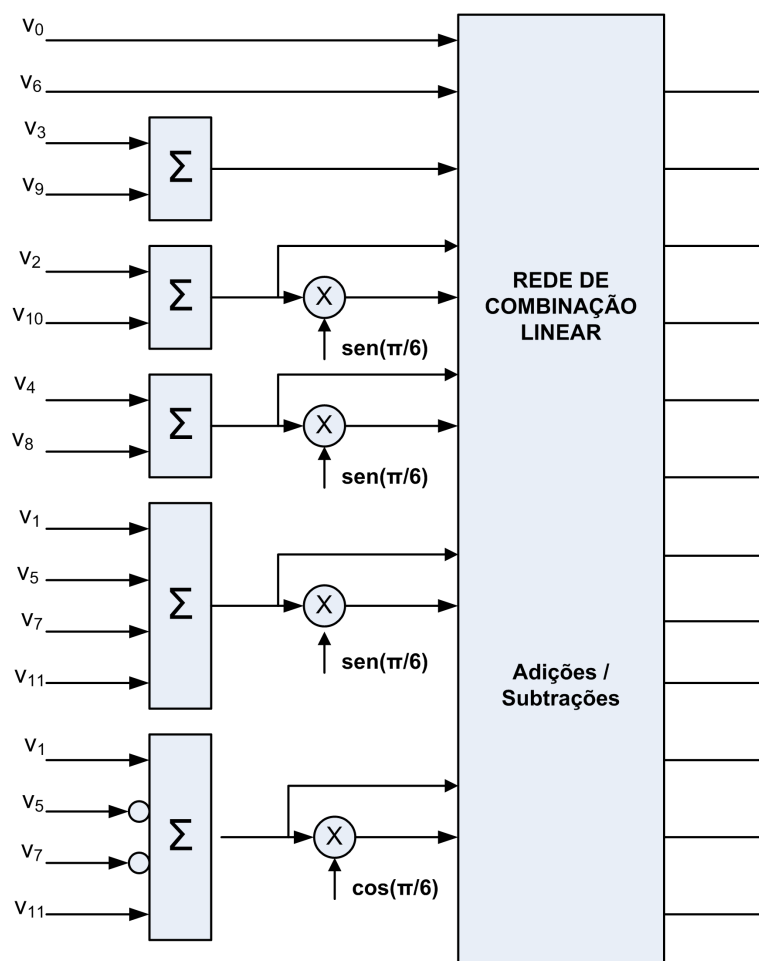 v₀
v₆
v₃
v₉
Σ
v₂
v₁₀
Σ
X
sen(π/6)
REDE DE
COMBINAÇÃO
LINEAR
v₄
v₈
Σ
X
sen(π/6)
v₁
v₅
v₇
v₁₁
Σ
X
sen(π/6)
Adições /
Subtrações
v₁
v₅
v₇
v₁₁
Σ
X
cos(π/6)